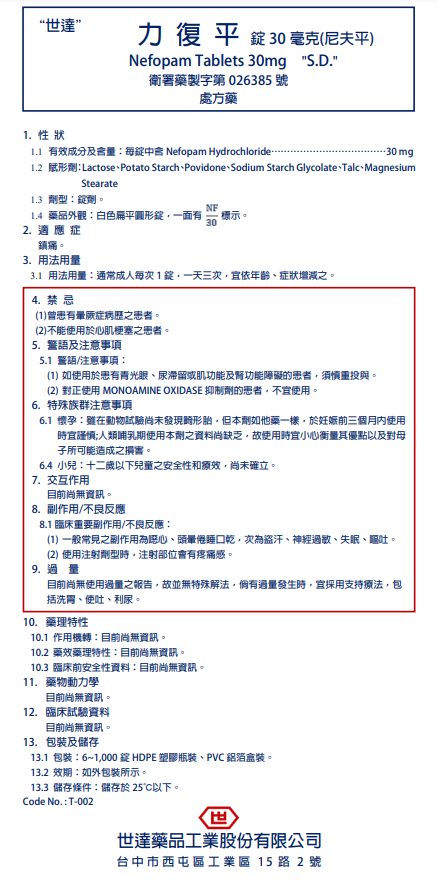 “世達”
力復平 錠 30 毫克(尼夫平)
Nefopam Tablets 30mg "S.D."
衛署藥製字第 026385 號
處方藥
1. 性 狀
1.1 有效成分及含量：每錠中含 Nefopam Hydrochloride⋯⋯⋯⋯⋯⋯⋯⋯⋯⋯⋯⋯30 mg
1.2 賦形劑：Lactose、Potato Starch、Povidone、Sodium Starch Glycolate、Talc、Magnesium
Stearate
1.3 劑型：錠劑。
1.4 藥品外觀：白色扁平圓形錠，一面有 NF/30 標示。
2. 適 應 症
鎮痛。
3. 用法用量
3.1 用法用量：通常成人每次 1 錠，一天三次，宜依年齡、症狀增減之。
4. 禁 忌
(1)曾患有暈厥症病歷之患者。
(2)不能使用於心肌梗塞之患者。
5. 警語及注意事項
5.1 警語/注意事項：
(1) 如使用於患有青光眼、尿滯留或肌功能及腎功能障礙的患者，須慎重投與。
(2) 對正使用 MONOAMINE OXIDASE 抑制劑的患者，不宜使用。
6. 特殊族群注意事項
6.1 懷孕：雖在動物試驗尚未發現畸形胎，但本劑如他藥一樣，於妊娠前三個月內使用
時宜謹慎;人類哺乳期使用本劑之資料尚缺乏，故使用時宜小心衡量其優點以及對母
子所可能造成之損害。
6.4 小兒：十二歲以下兒童之安全性和療效，尚未確立。
7. 交互作用
目前尚無資訊。
8. 副作用/不良反應
8.1 臨床重要副作用/不良反應：
(1) 一般常見之副作用為噁心、頭暈倦睡口乾，次為盜汗、神經過敏、失眠、嘔吐。
(2) 使用注射劑型時，注射部位會有疼痛感。
9. 過 量
目前尚無使用過量之報告，故並無特殊解法，倘有過量發生時，宜採用支持療法，包
括洗胃、使吐、利尿。
10. 藥理特性
10.1 作用機轉：目前尚無資訊。
10.2 藥效藥理特性：目前尚無資訊。
10.3 臨床前安全性資料：目前尚無資訊。
11. 藥物動力學
目前尚無資訊。
12. 臨床試驗資料
目前尚無資訊。
13. 包裝及儲存
13.1 包裝：6~1,000 錠 HDPE 塑膠瓶裝、PVC 鋁箔盒裝。
13.2 效期：如外包裝所示。
13.3 儲存條件：儲存於 25℃以下。
Code No. : T-002
世
世達藥品工業股份有限公司
台中市西屯區工業區 15 路 2 號